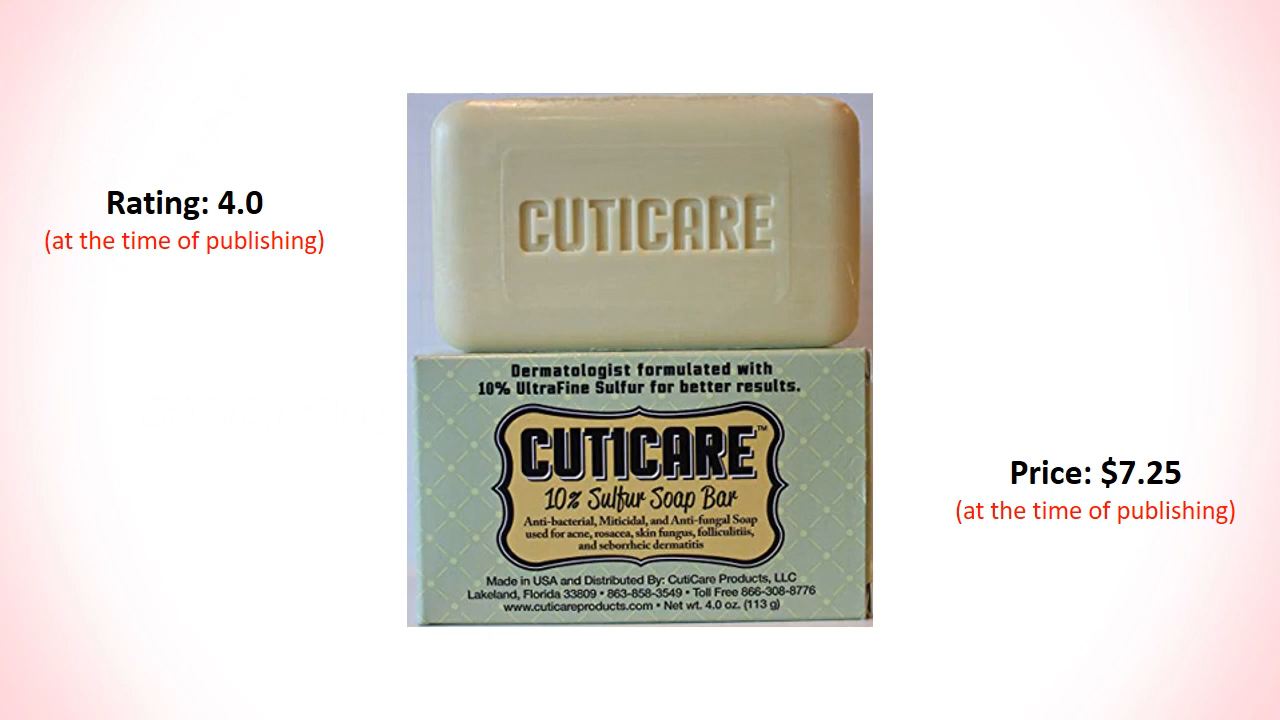 Rating: 4.0
(at the time of publishing)
CUTICARE
Dermatologist formulated with
10% UltraFine Sulfur for better results.
CUTICARE™
10% Sulfur Soap Bar
Anti-bacterial, Miticidal, and Anti-fungal Soap
used for acne, rosacea, skin fungus, folliculitiis,
and seborrheic dermatitis
Made in USA and Distributed By: CutiCare Products, LLC
Lakeland, Florida 33809 • 863-858-3549 • Toll Free 866-308-8776
www.cuticareproducts.com • Net wt. 4.0 oz. (113 g)
Price: $7.25
(at the time of publishing)